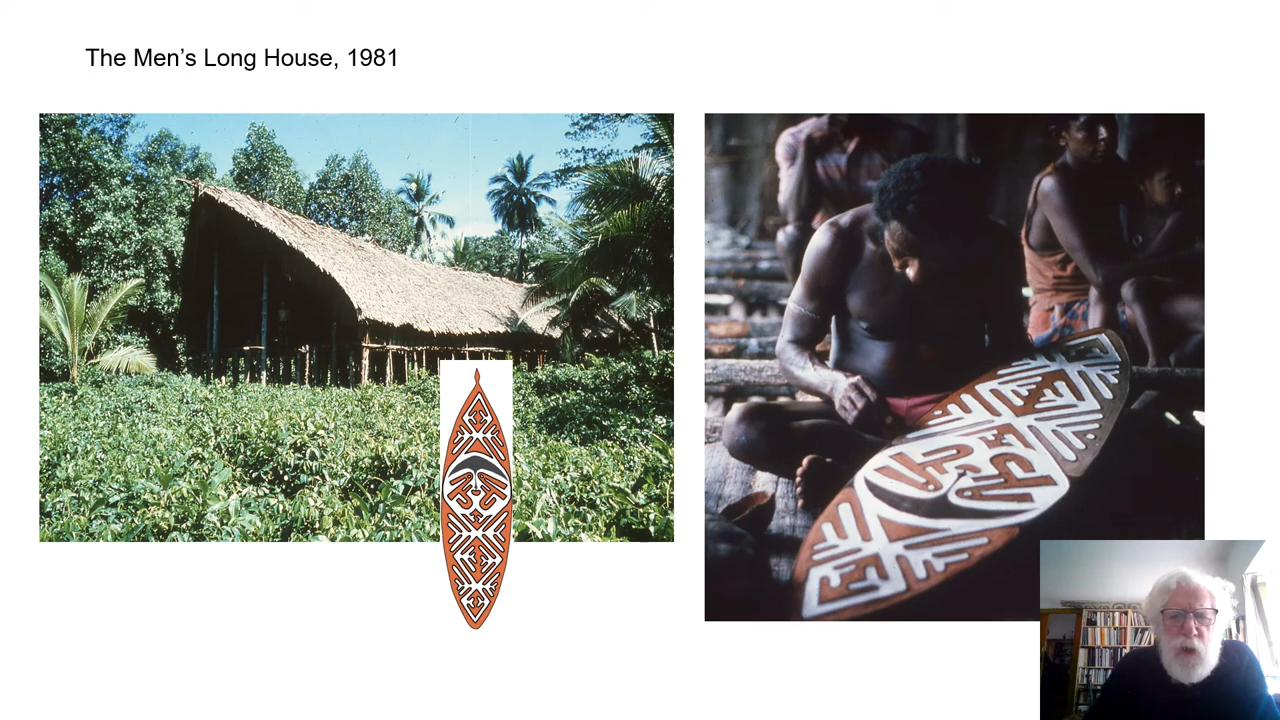 The Men’s Long House, 1981